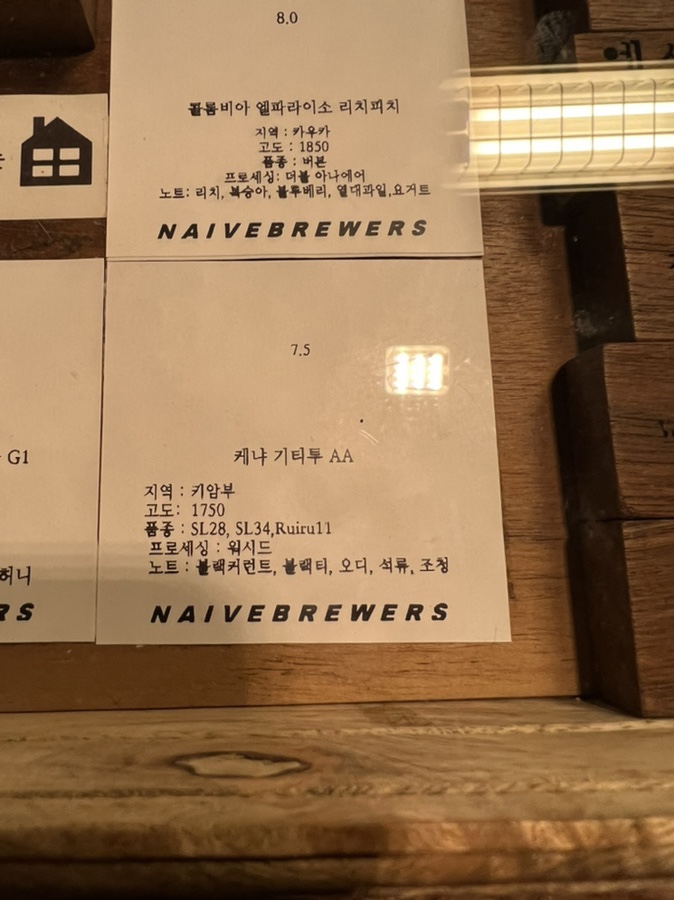 8.0
콜롬비아 엘파라이소 리치피치
지역 : 카우카
고도 : 1850
품종 : 버본
프로세싱: 더블 아나에어
노트: 리치, 복숭아, 블루베리, 열대과일,요거트
NAIVEBREWERS
7.5
케냐 기티투 AA
지역 : 키암부
고도: 1750
품종 : SL28, SL34,Ruiru11
프로세싱 : 워시드
노트 : 블랙커런트, 블랙티, 오디, 석류, 조청
NAIVEBREWERS
G1
허니
RS